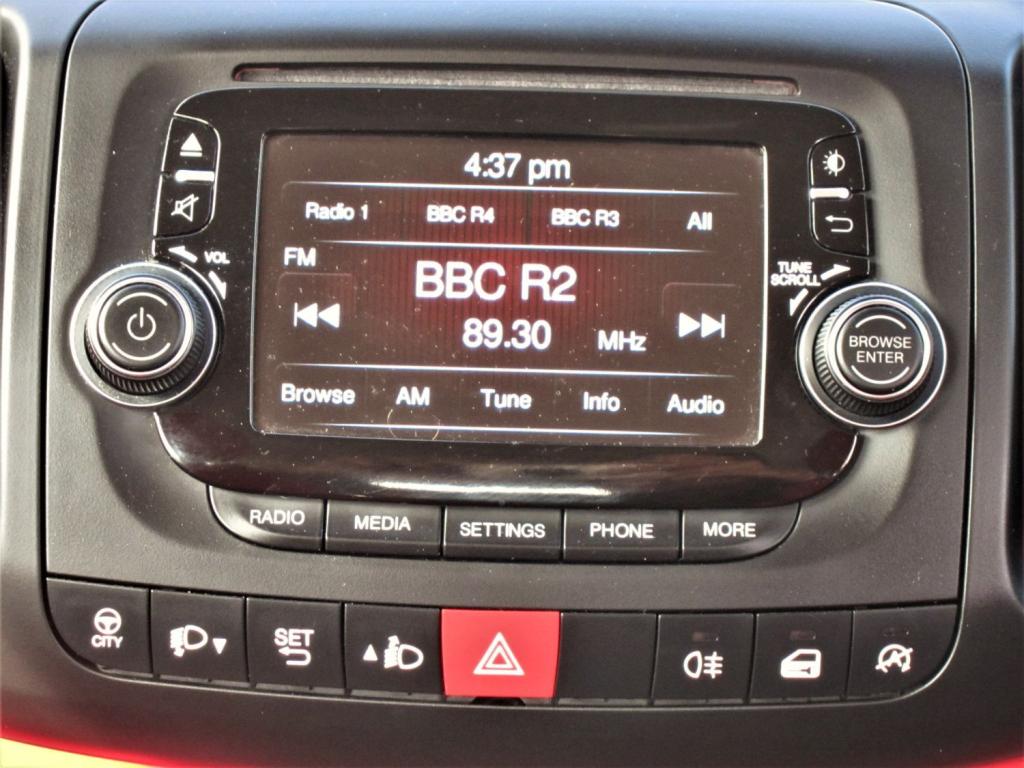 4:37 pm
Radio 1 BBC R4 BBC R3 All
FM
VOL
TUNE
SCROLL
BBC R2
89.30 MHz
BROWSE
ENTER
Browse AM Tune Info Audio
RADIO MEDIA SETTINGS PHONE MORE
CITY
SET